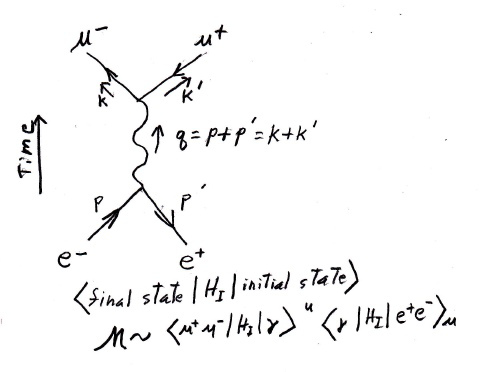 μ⁻ μ⁺
k k′
Time
q = p + p′ = k + k′
p p′
e⁻ e⁺
⟨final state | H_I | initial state⟩
M ~ ⟨μ⁺ μ⁻ | H_I | γ⟩^μ ⟨γ | H_I | e⁺ e⁻⟩_μ